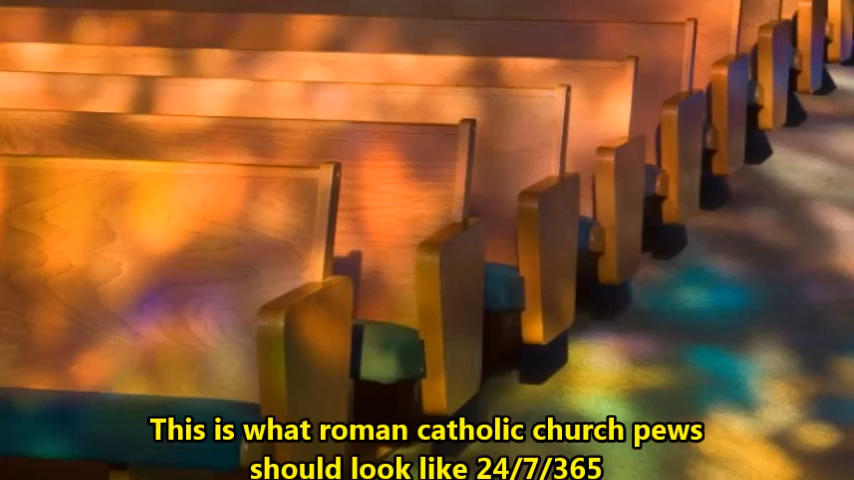 This is what roman catholic church pews
should look like 24/7/365